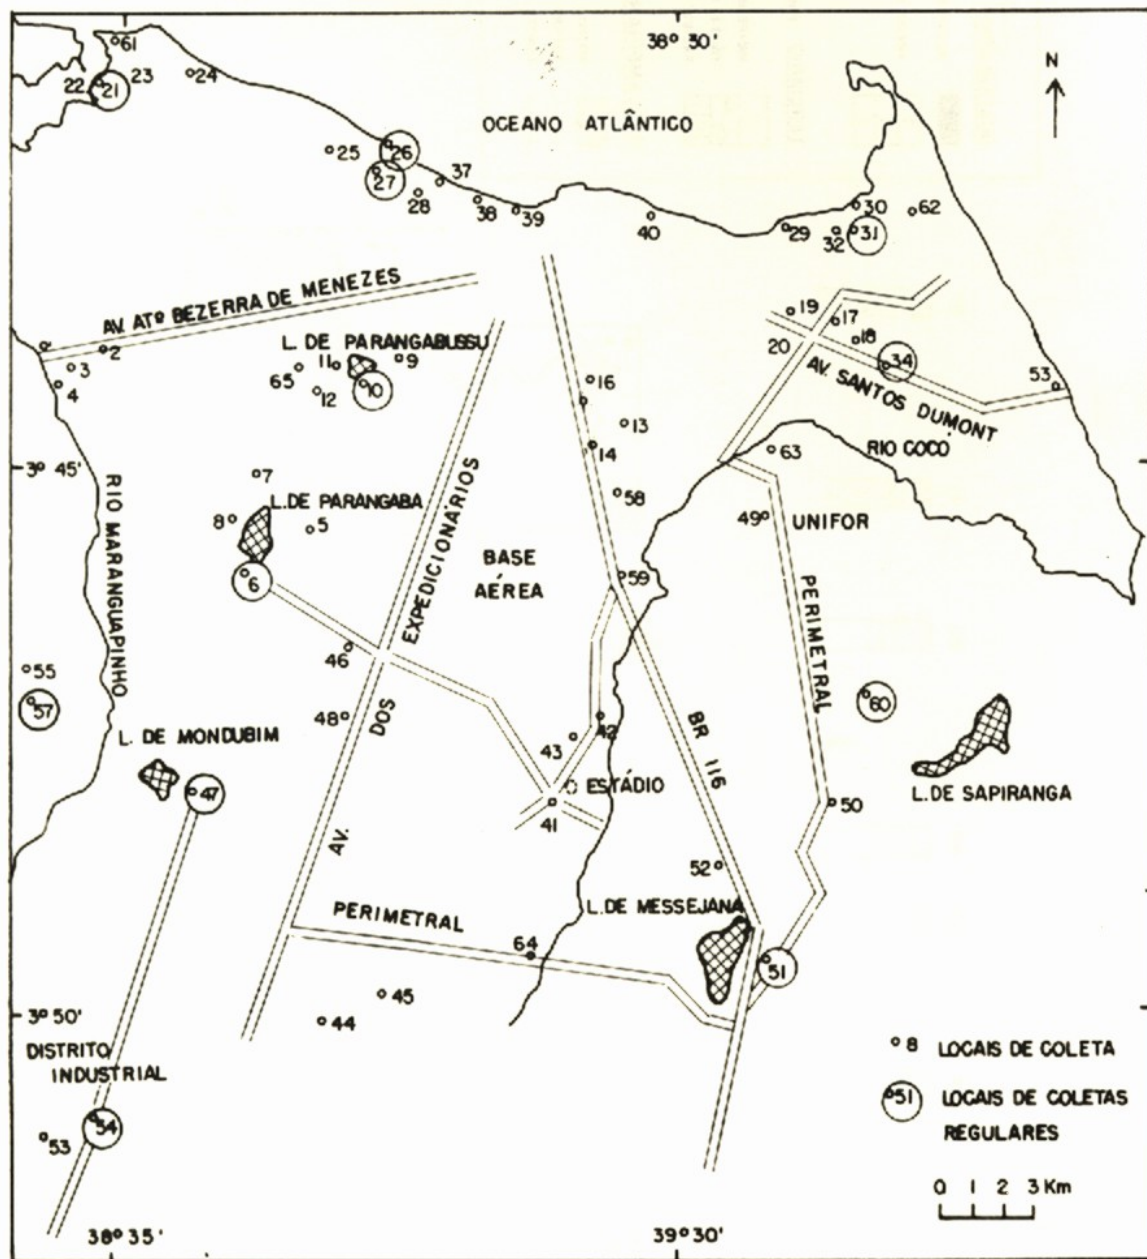 38° 30'
61
22
21
23
24
N
OCEANO ATLÂNTICO
25
26
27
37
28
38
39
40
30
62
29
32
31
AV. ATº BEZERRA DE MENEZES
2
3
4
L. DE PARANGABUSSU
65
11
9
12
10
16
13
14
19
17
20
18
34
AV. SANTOS DUMONT
53
RIO COCÓ
3° 45'
63
7
L. DE PARANGABA
8
5
6
58
49
UNIFOR
BASE
AÉREA
59
RIO MARANGUAPINHO
AV. DOS EXPEDICIONÁRIOS
PERIMETRAL
46
55
57
48
60
L. DE MONDUBIM
47
43
42
BR 116
ESTÁDIO
41
50
L. DE SAPIRANGA
52
L. DE MESSEJANA
PERIMETRAL
64
51
45
44
3° 50'
DISTRITO
INDUSTRIAL
53
54
8 LOCAIS DE COLETA
51 LOCAIS DE COLETAS
REGULARES
0 1 2 3 Km
38° 35'
39° 30'